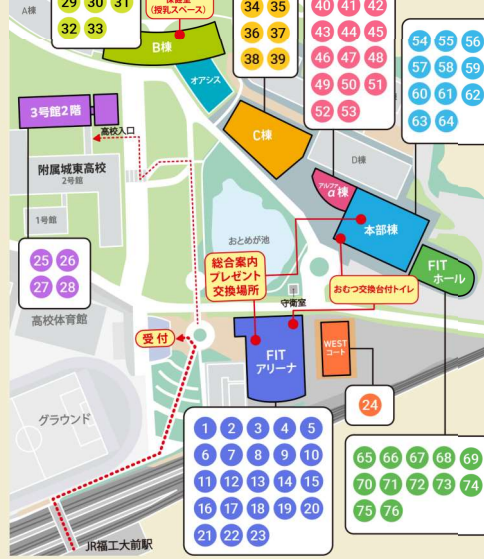 A棟
29 30 31
32 33
保健室
(授乳スペース)
B棟
オアシス
34 35
36 37
38 39
40 41 42
43 44 45
46 47 48
49 50 51
52 53
54 55 56
57 58 59
60 61 62
63 64
3号館2階
高校入口
附属城東高校
2号館
1号館
25 26
27 28
高校体育館
C棟
D棟
アルファ
α棟
本部棟
FIT
ホール
おとめが池
総合案内
プレゼント
交換場所
おむつ交換台付トイレ
守衛室
受付
FIT
アリーナ
WEST
コート
24
グラウンド
1 2 3 4 5
6 7 8 9 10
11 12 13 14 15
16 17 18 19 20
21 22 23
65 66 67 68 69
70 71 72 73 74
75 76
JR福工大前駅